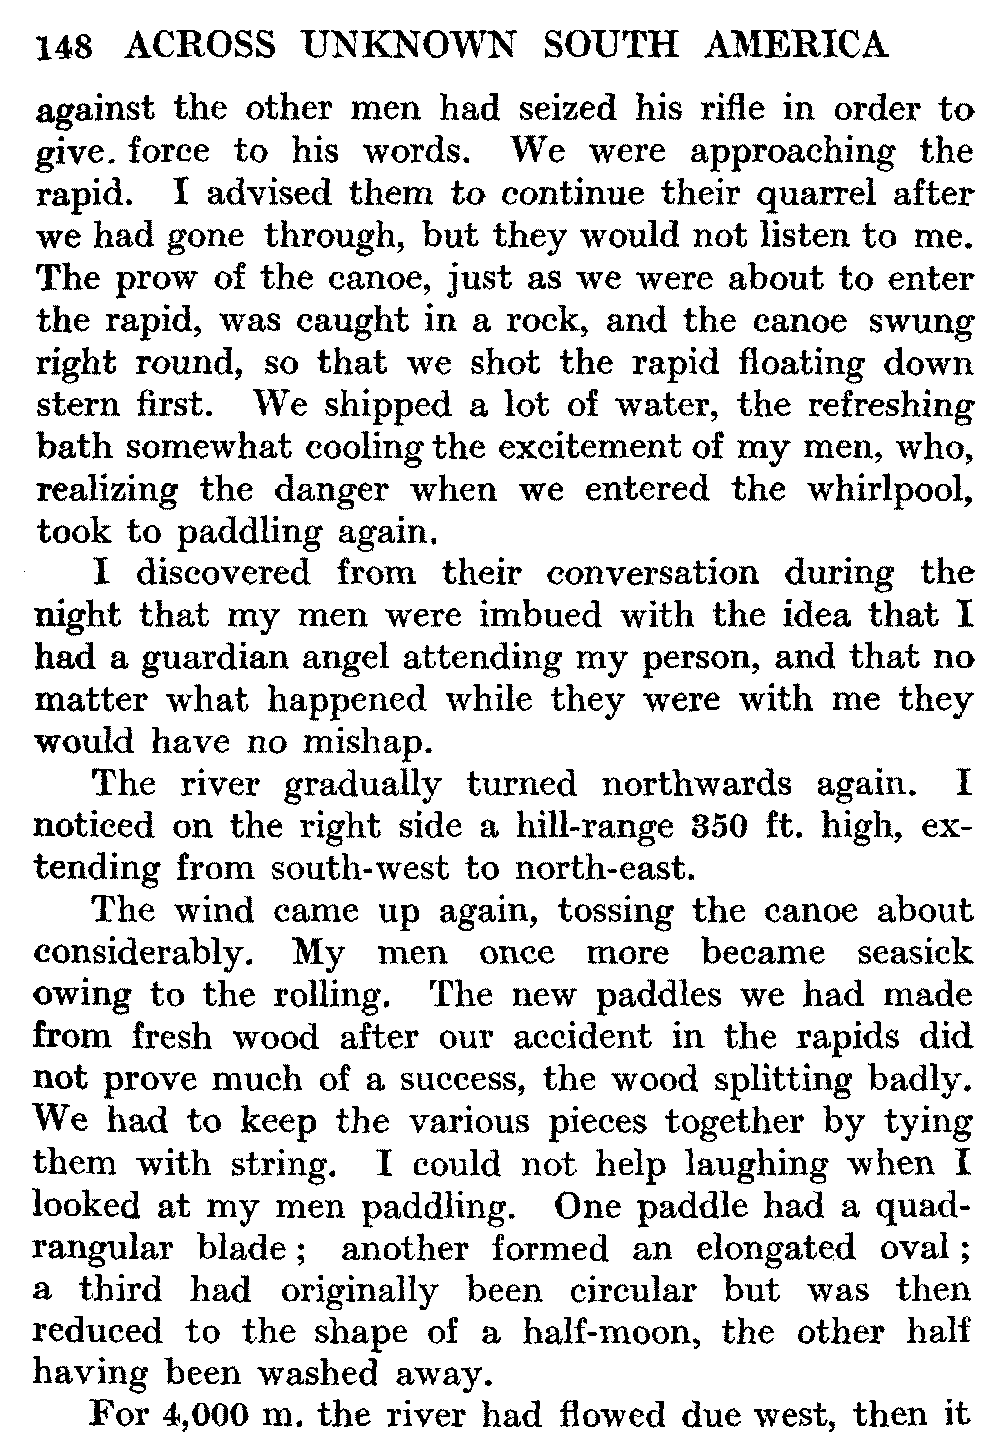 148 ACROSS UNKNOWN SOUTH AMERICA
against the other men had seized his rifle in order to
give. force to his words. We were approaching the
rapid. I advised them to continue their quarrel after
we had gone through, but they would not listen to me.
The prow of the canoe, just as we were about to enter
the rapid, was caught in a rock, and the canoe swung
right round, so that we shot the rapid floating down
stern first. We shipped a lot of water, the refreshing
bath somewhat cooling the excitement of my men, who,
realizing the danger when we entered the whirlpool,
took to paddling again.
I discovered from their conversation during the
night that my men were imbued with the idea that I
had a guardian angel attending my person, and that no
matter what happened while they were with me they
would have no mishap.
The river gradually turned northwards again. I
noticed on the right side a hill-range 350 ft. high, ex-
tending from south-west to north-east.
The wind came up again, tossing the canoe about
considerably. My men once more became seasick
owing to the rolling. The new paddles we had made
from fresh wood after our accident in the rapids did
not prove much of a success, the wood splitting badly.
We had to keep the various pieces together by tying
them with string. I could not help laughing when I
looked at my men paddling. One paddle had a quad-
rangular blade; another formed an elongated oval;
a third had originally been circular but was then
reduced to the shape of a half-moon, the other half
having been washed away.
For 4,000 m. the river had flowed due west, then it